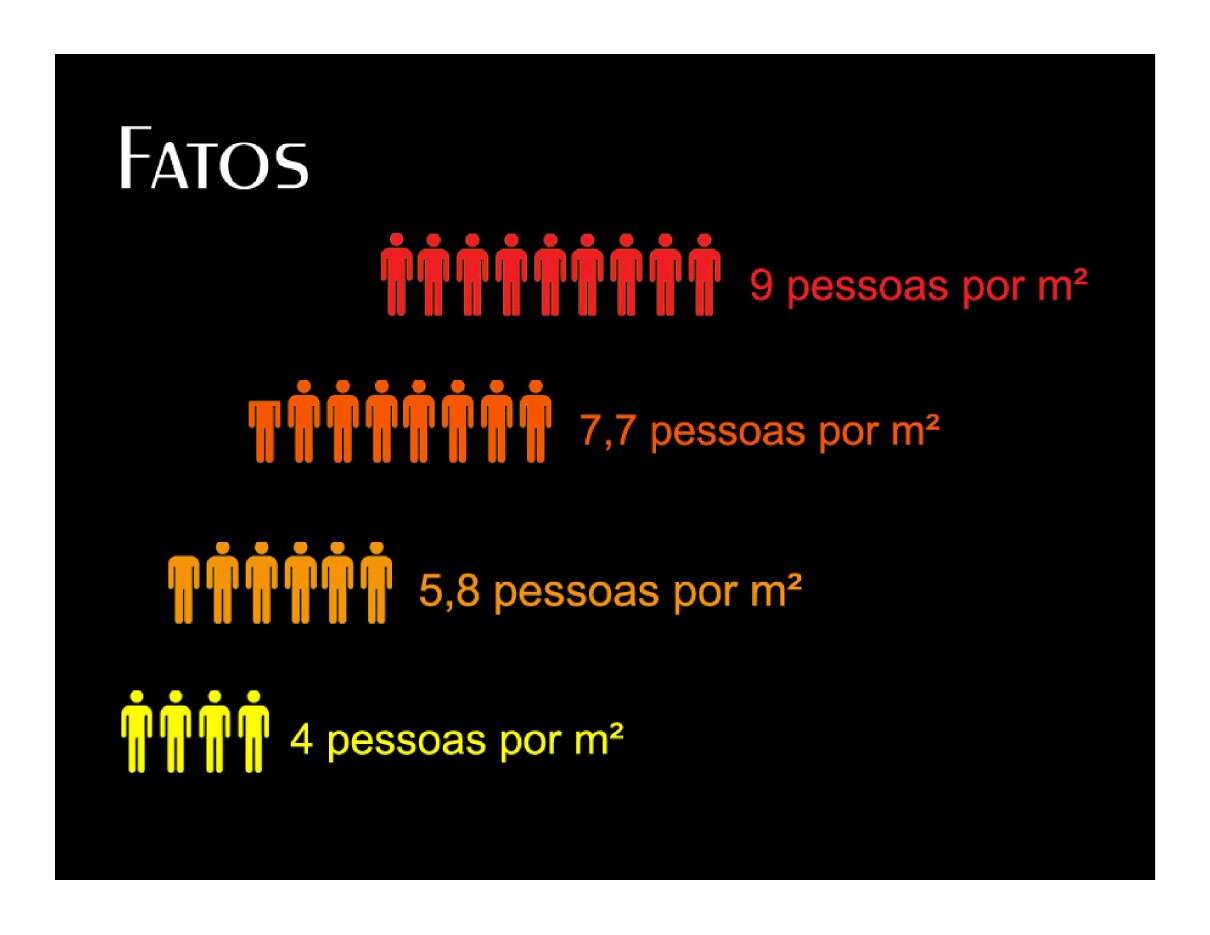 Fatos
9 pessoas por m²
7,7 pessoas por m²
5,8 pessoas por m²
4 pessoas por m²